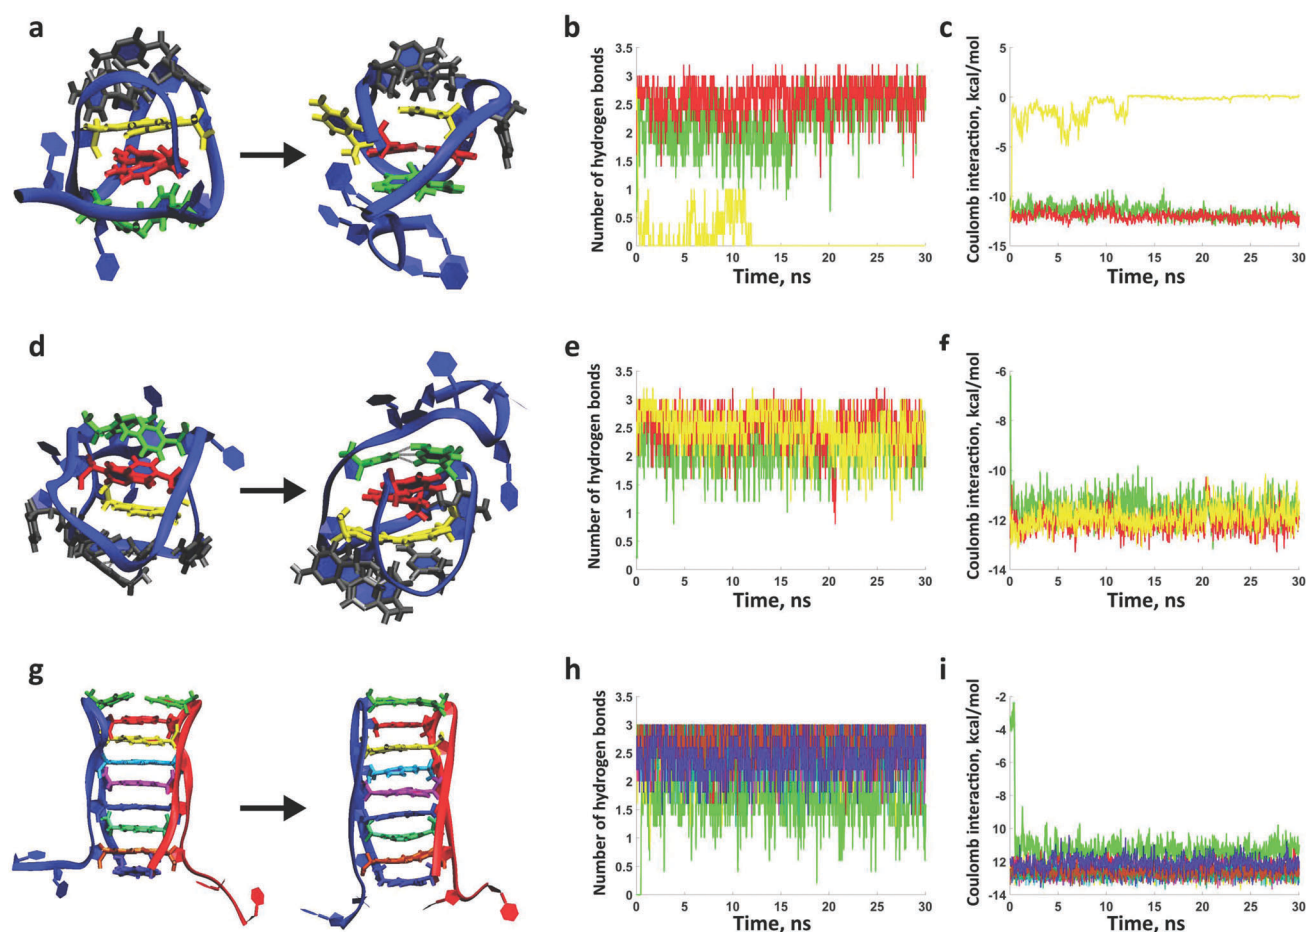 a
b
c
Number of hydrogen bonds
3.5
3
2.5
2
1.5
1
0.5
0
0 5 10 15 20 25 30
Time, ns
Coulomb interaction, kcal/mol
5
0
-5
-10
-15
0 5 10 15 20 25 30
Time, ns
d
e
f
Number of hydrogen bonds
3.5
3
2.5
2
1.5
1
0.5
0
0 5 10 15 20 25 30
Time, ns
Coulomb interaction, kcal/mol
-6
-8
-10
-12
-14
0 5 10 15 20 25 30
Time, ns
g
h
i
Number of hydrogen bonds
3.5
3
2.5
2
1.5
1
0.5
0
0 5 10 15 20 25 30
Time, ns
Coulomb interaction, kcal/mol
-2
-4
-6
-8
10
12
-14
0 5 10 15 20 25 30
Time, ns